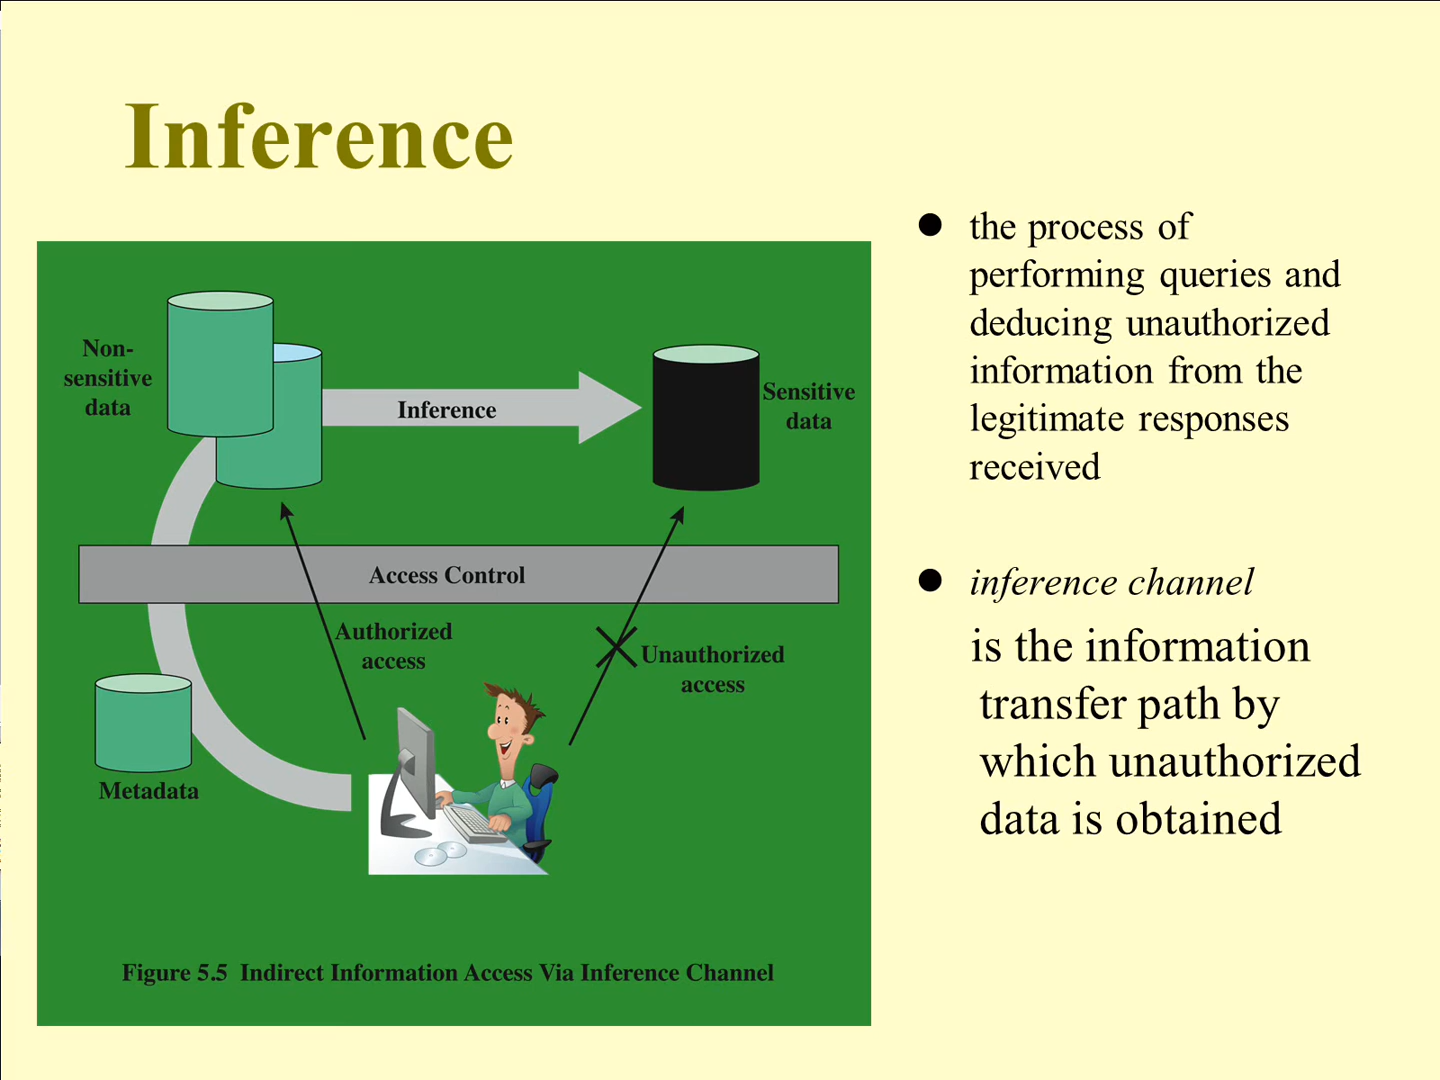 Inference
Non-
sensitive
data
Inference
Sensitive
data
Access Control
Authorized
access
Unauthorized
access
Metadata
Figure 5.5 Indirect Information Access Via Inference Channel
the process of
performing queries and
deducing unauthorized
information from the
legitimate responses
received
inference channel
is the information
transfer path by
which unauthorized
data is obtained